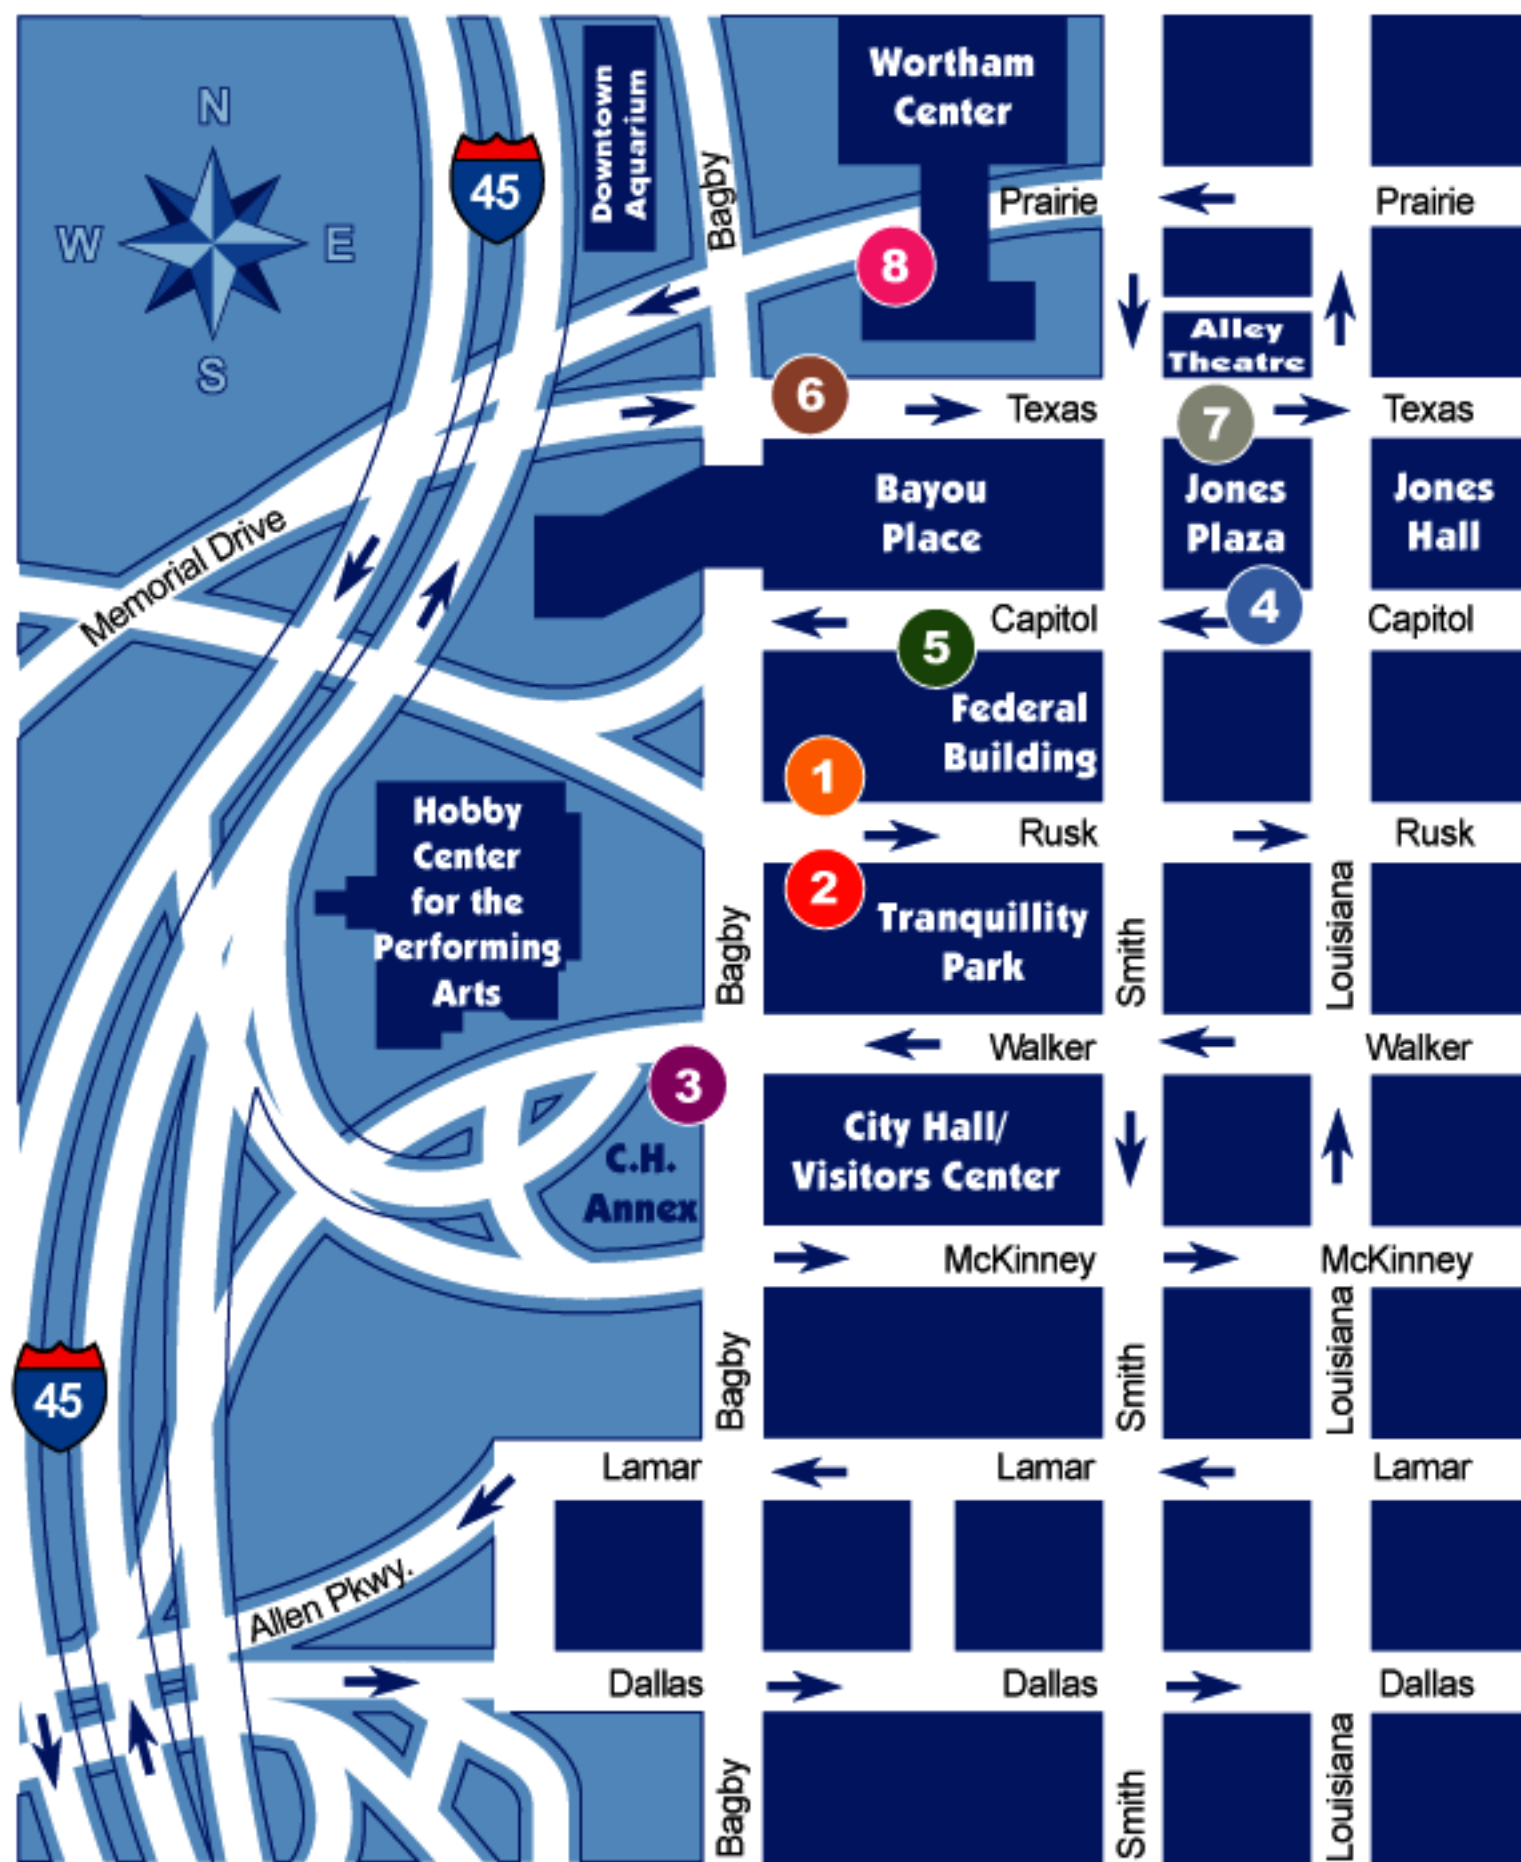 Wortham
Center
N
W
E
S
45
Downtown
Aquarium
Bagby
Prairie
Prairie
8
Alley
Theatre
6
Texas
7
Texas
Bayou
Place
Jones
Plaza
Jones
Hall
Memorial Drive
Capitol
4
Capitol
5
Federal
Building
1
Hobby
Center
for the
Performing
Arts
Rusk
Rusk
2
Tranquillity
Park
Bagby
Smith
Louisiana
Walker
Walker
3
C.H.
Annex
City Hall/
Visitors Center
McKinney
McKinney
45
Bagby
Smith
Louisiana
Lamar
Lamar
Lamar
Allen Pkwy.
Dallas
Dallas
Dallas
Bagby
Smith
Louisiana